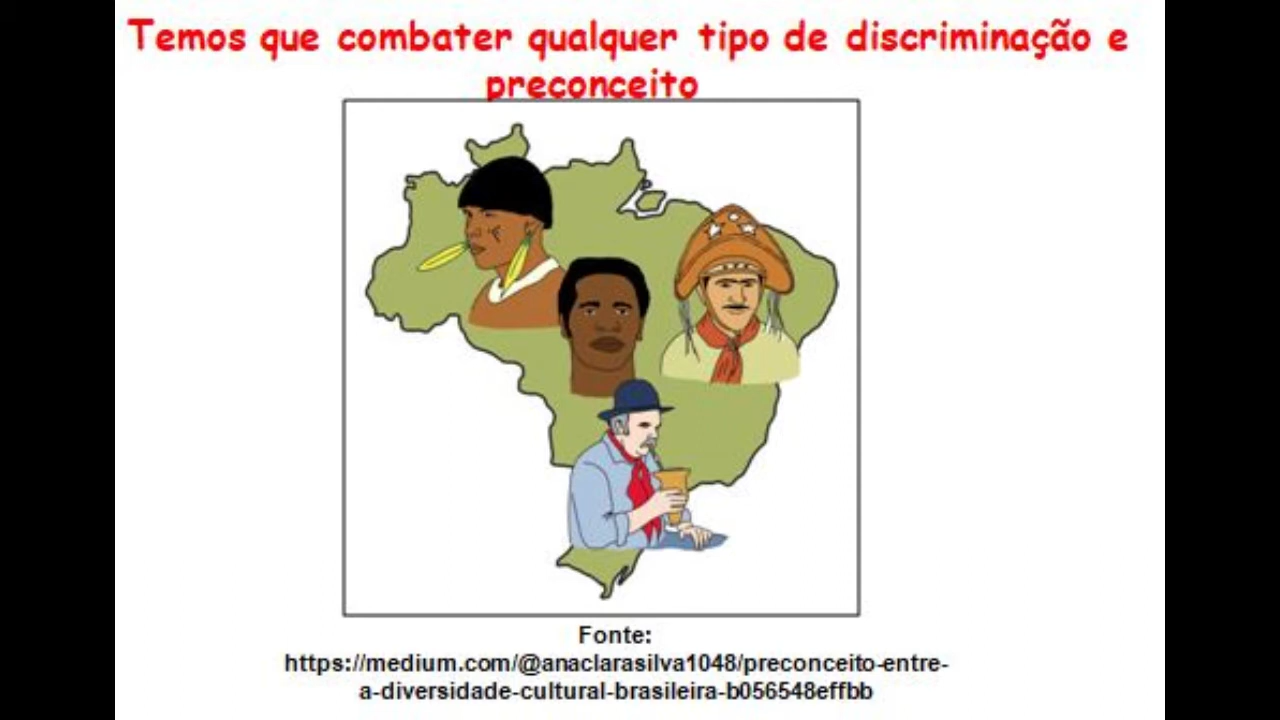 Temos que combater qualquer tipo de discriminação e
preconceito
Fonte:
https://medium.com/@anaclarasilva1048/preconceito-entre-
a-diversidade-cultural-brasileira-b056548effbb